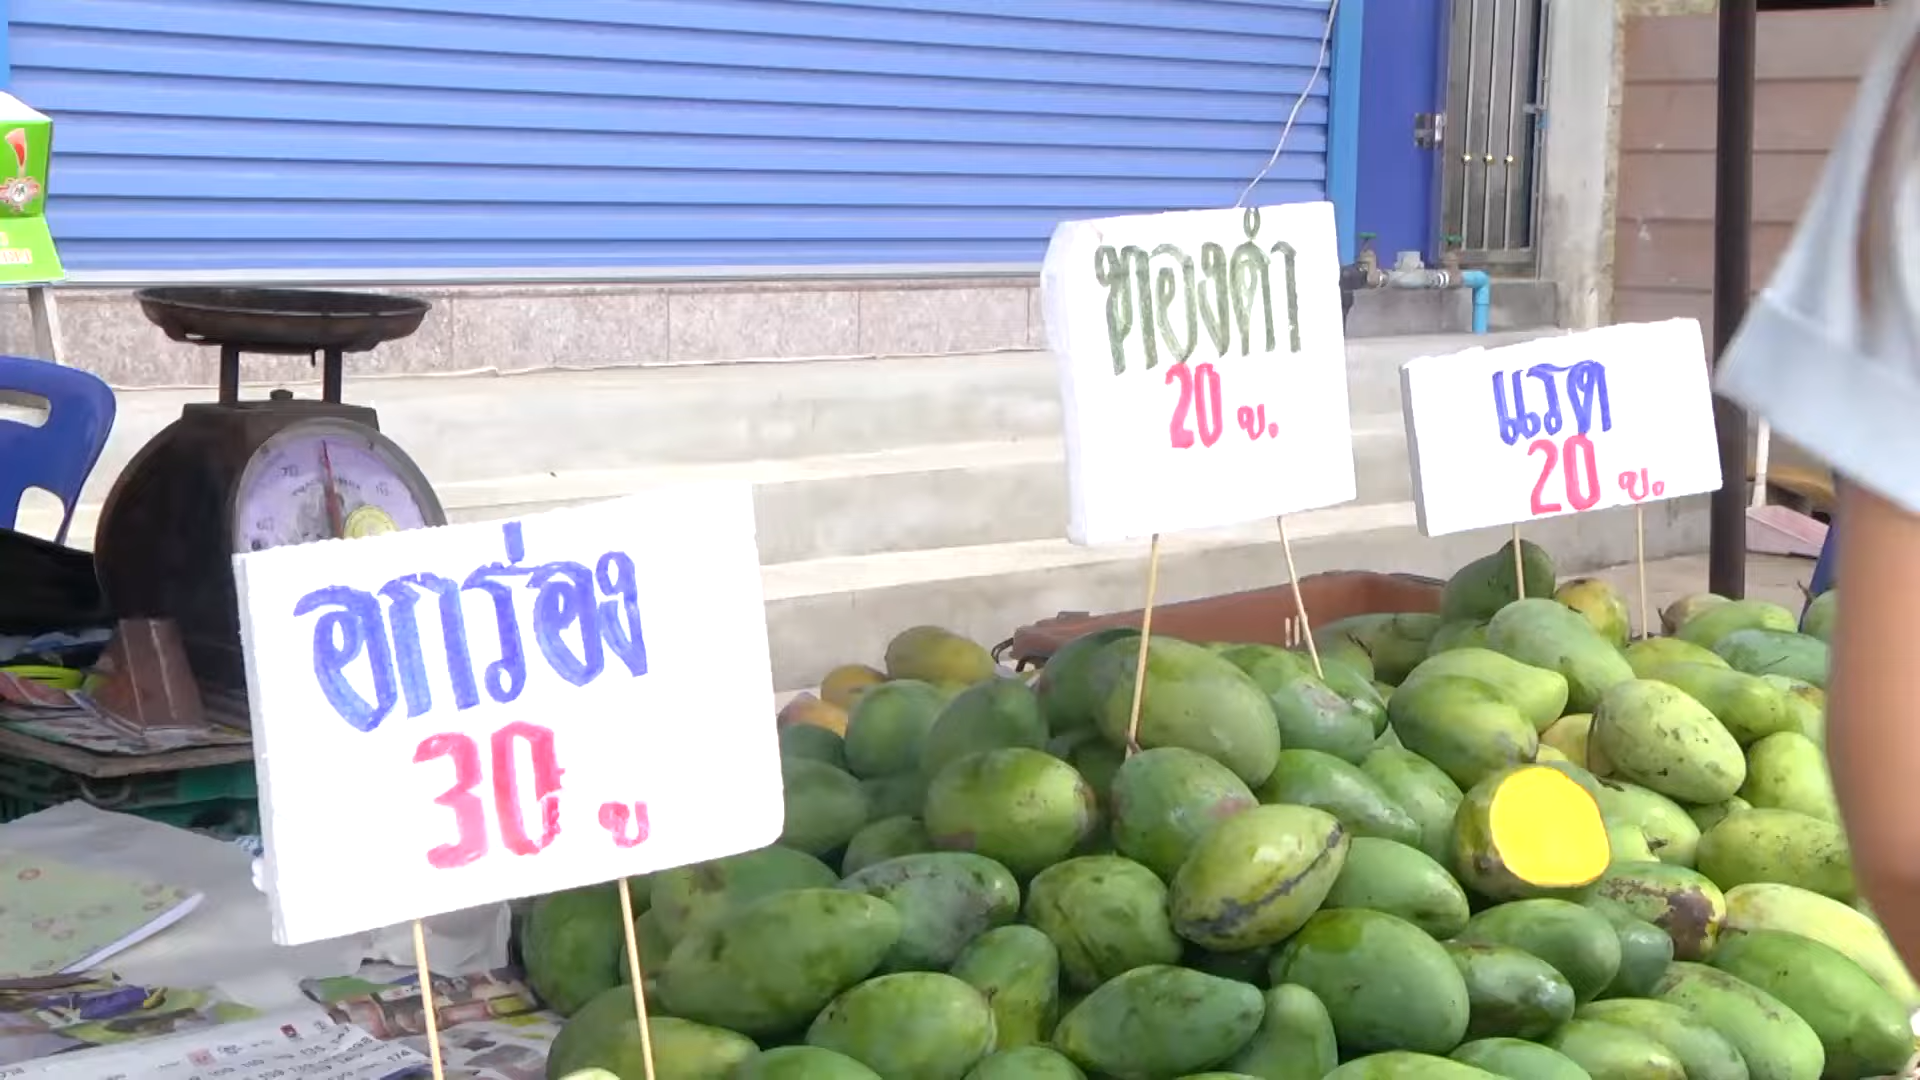 อกร่อง
30 บ
ทองดำ
20 บ.
แรด
20 บ.